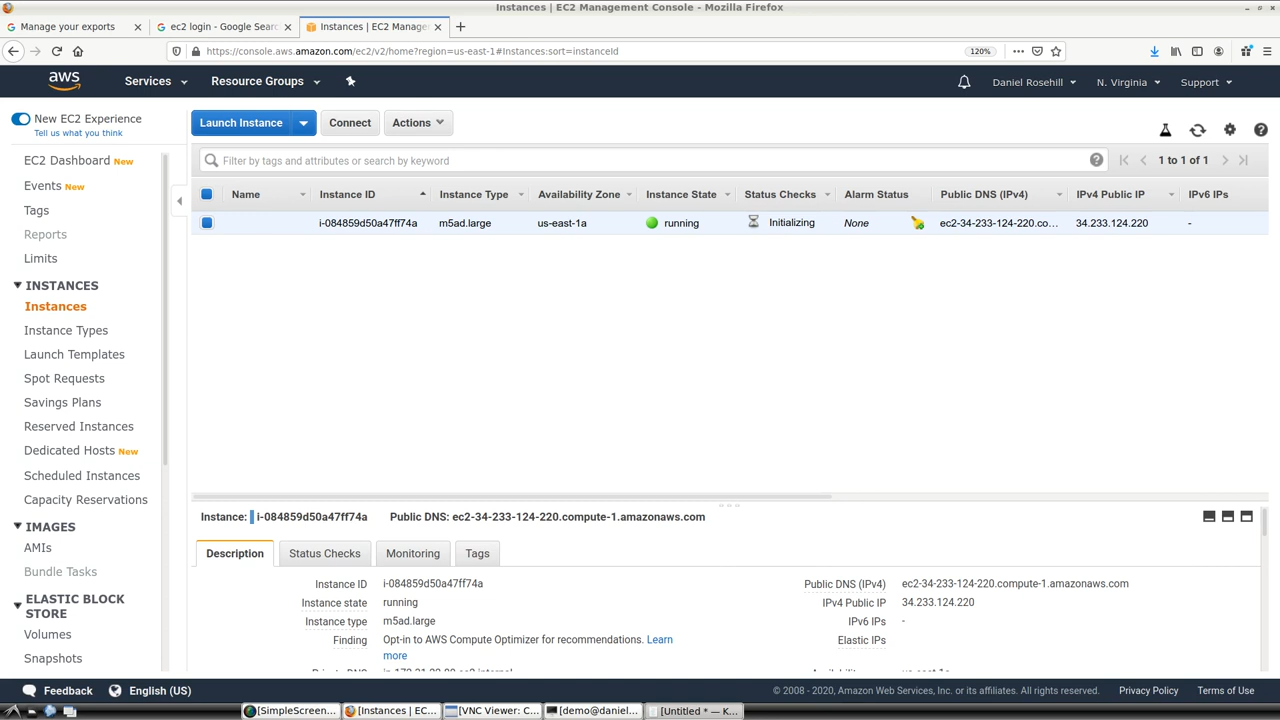 Instances | EC2 Management Console - Mozilla Firefox
Manage your exports
ec2 login - Google Searc
Instances | EC2 Manage
https://console.aws.amazon.com/ec2/v2/home?region=us-east-1#Instances:sort=instanceId
120%
aws
Services
Resource Groups
Daniel Rosehill
N. Virginia
Support
New EC2 Experience
Tell us what you think
EC2 Dashboard New
Events New
Tags
Reports
Limits
INSTANCES
Instances
Instance Types
Launch Templates
Spot Requests
Savings Plans
Reserved Instances
Dedicated Hosts New
Scheduled Instances
Capacity Reservations
IMAGES
AMIs
Bundle Tasks
ELASTIC BLOCK
STORE
Volumes
Snapshots
Launch Instance
Connect
Actions
Filter by tags and attributes or search by keyword
1 to 1 of 1
Name Instance ID Instance Type Availability Zone Instance State Status Checks Alarm Status Public DNS (IPv4) IPv4 Public IP IPv6 IPs
i-084859d50a47ff74a m5ad.large us-east-1a running Initializing None ec2-34-233-124-220.co... 34.233.124.220 -
Instance: i-084859d50a47ff74a Public DNS: ec2-34-233-124-220.compute-1.amazonaws.com
Description Status Checks Monitoring Tags
Instance ID i-084859d50a47ff74a Public DNS (IPv4) ec2-34-233-124-220.compute-1.amazonaws.com
Instance state running IPv4 Public IP 34.233.124.220
Instance type m5ad.large IPv6 IPs -
Finding Opt-in to AWS Compute Optimizer for recommendations. Learn Elastic IPs
more
Feedback
English (US)
© 2008 - 2020, Amazon Web Services, Inc. or its affiliates. All rights reserved.
Privacy Policy
Terms of Use
[SimpleScreen...
[Instances | EC...
[VNC Viewer: C...
[demo@daniel...
[Untitled * — K...